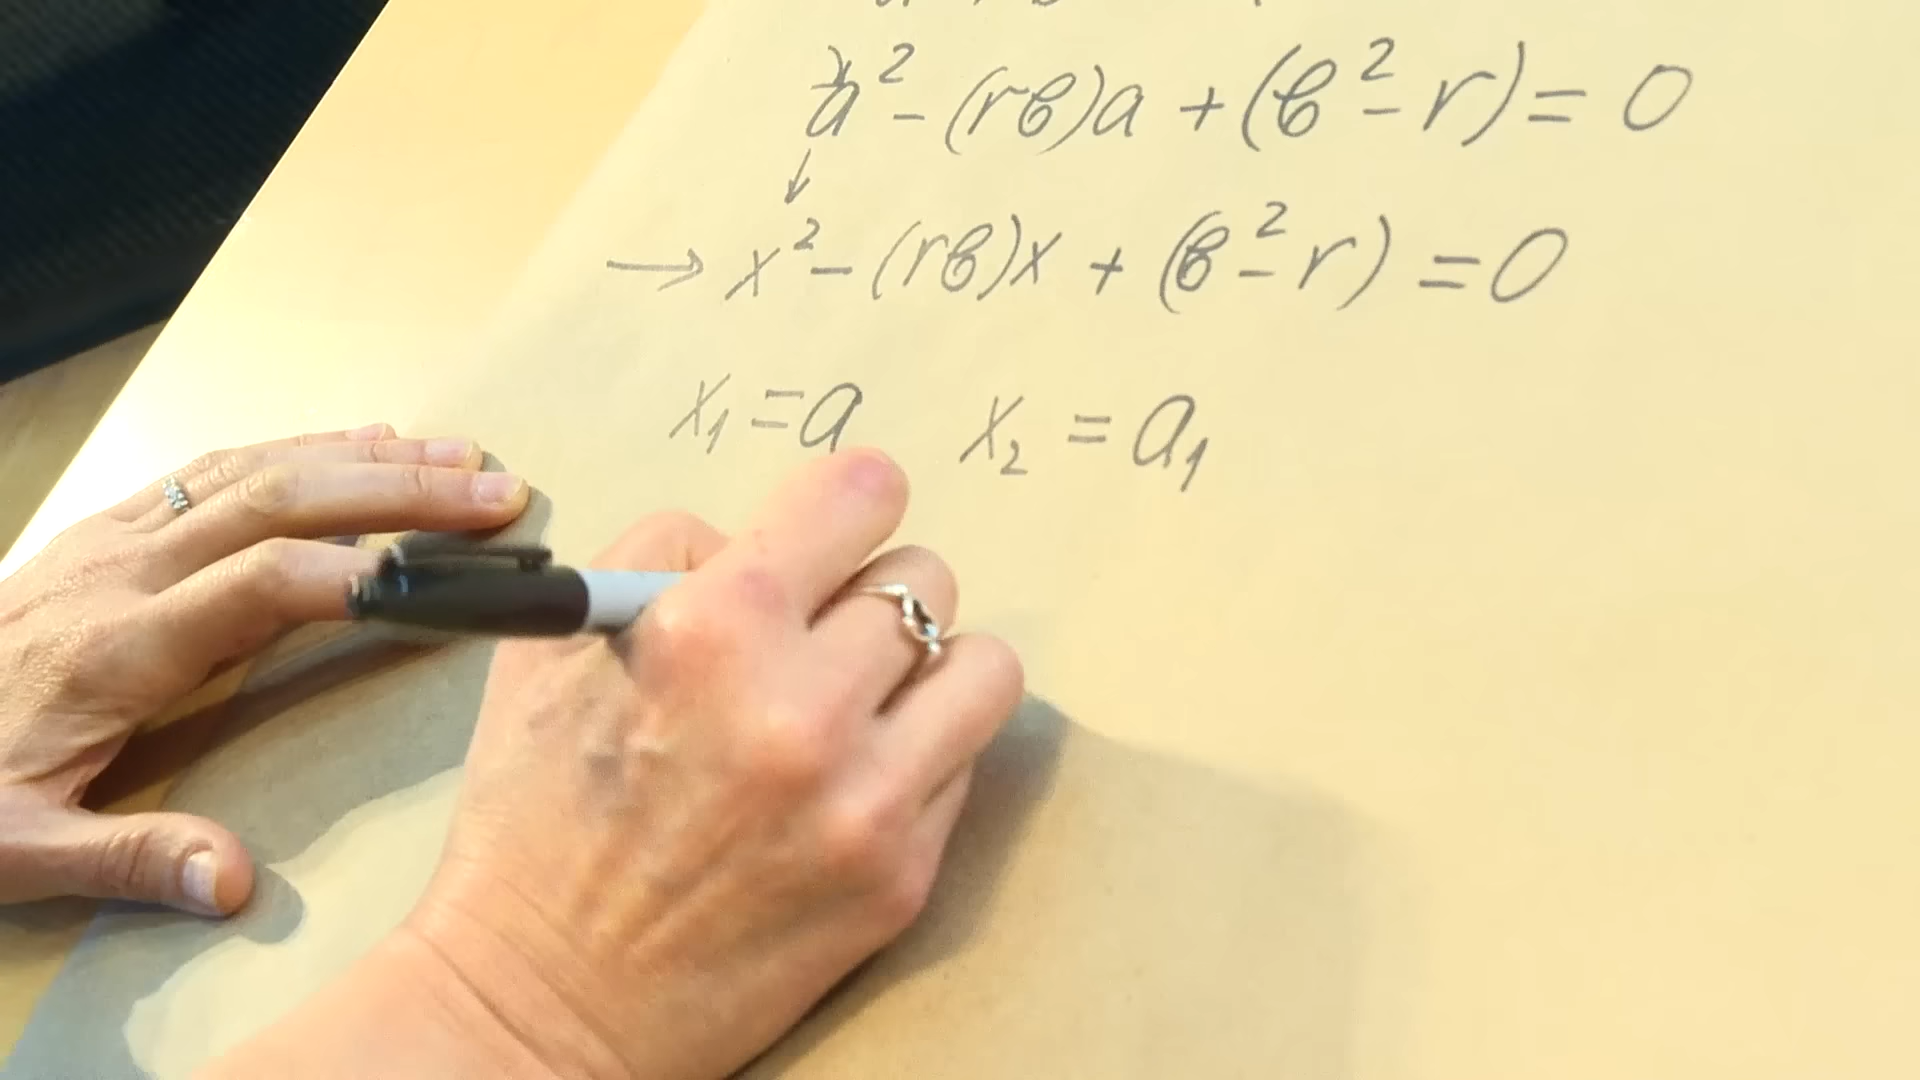 a² - (rb)a + (b² - r) = 0
↓
→ x² - (rb)x + (b² - r) = 0
x₁ = a x₂ = a₁